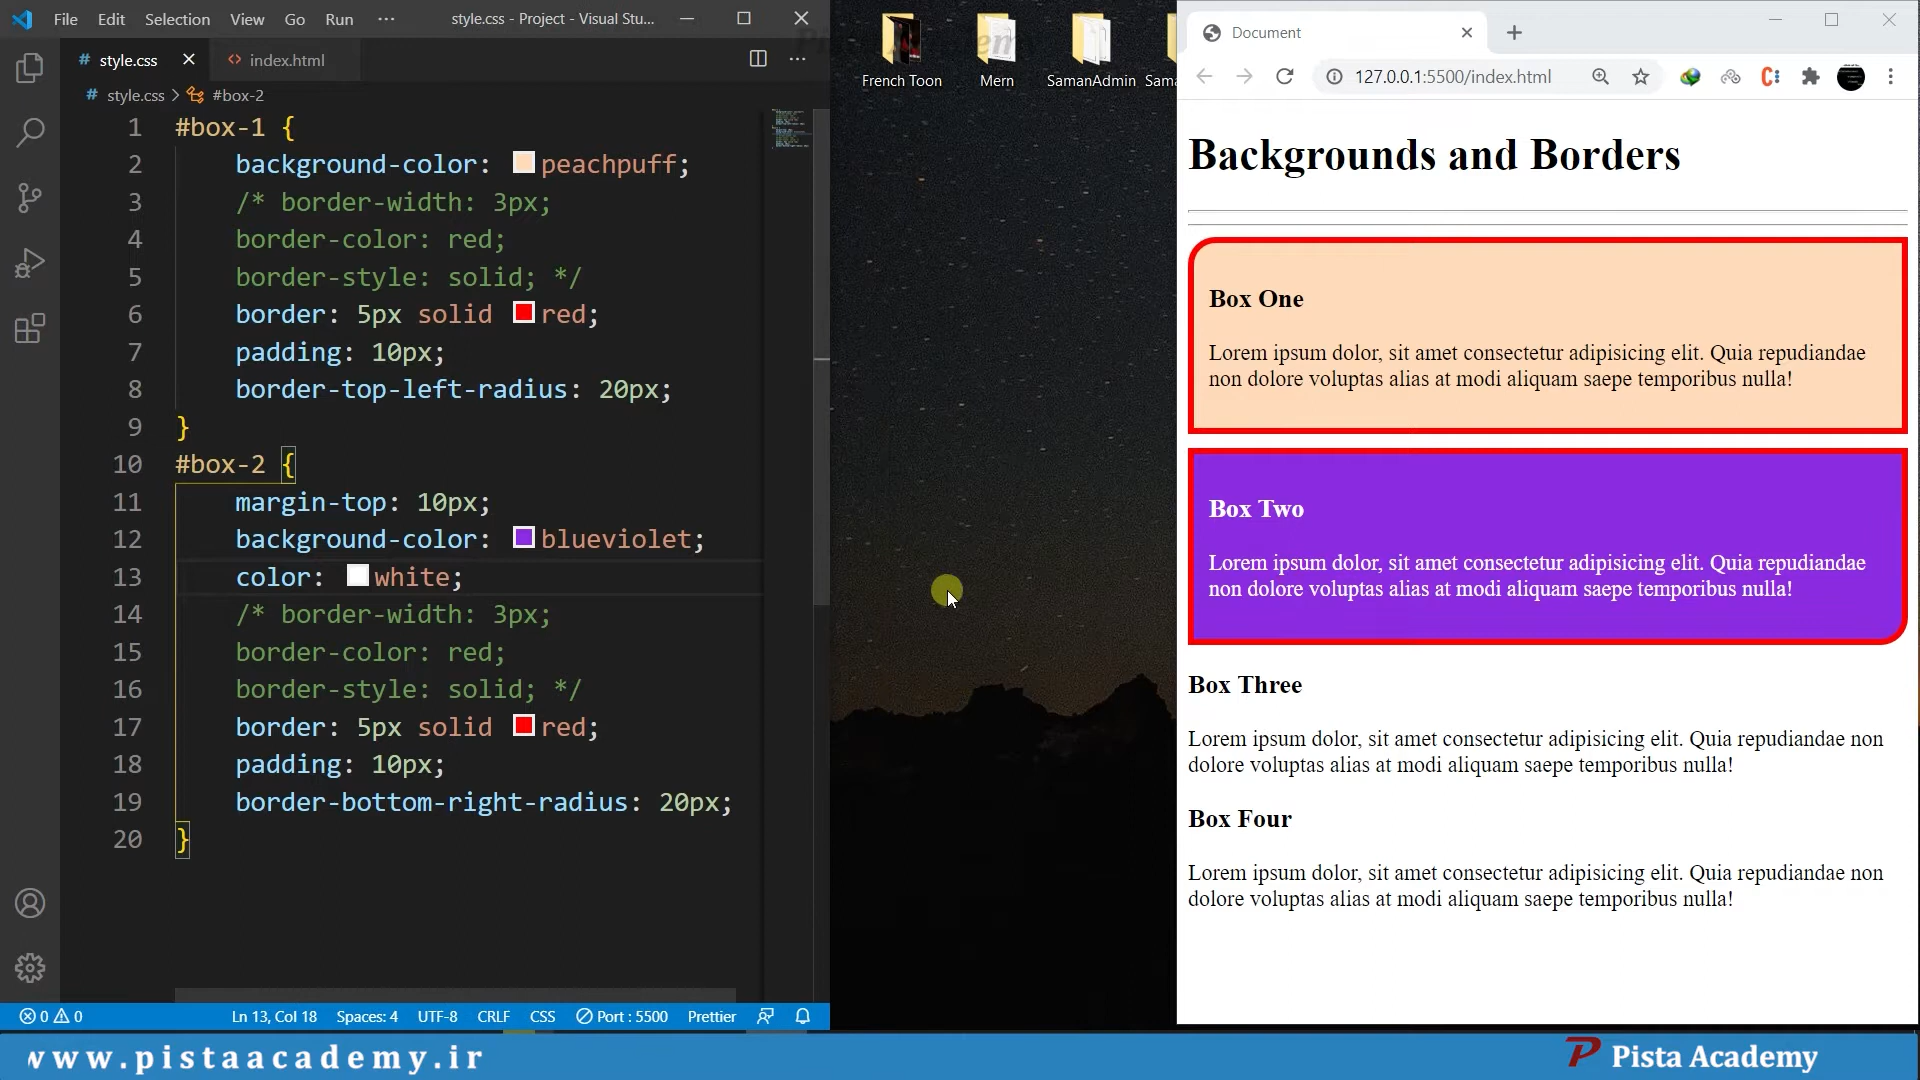 File Edit Selection View Go Run ··· style.css - Project - Visual Stu...
# style.css <> index.html
# style.css > #box-2
1 #box-1 {
2 background-color: peachpuff;
3 /* border-width: 3px;
4 border-color: red;
5 border-style: solid; */
6 border: 5px solid red;
7 padding: 10px;
8 border-top-left-radius: 20px;
9 }
10 #box-2 {
11 margin-top: 10px;
12 background-color: blueviolet;
13 color: white;
14 /* border-width: 3px;
15 border-color: red;
16 border-style: solid; */
17 border: 5px solid red;
18 padding: 10px;
19 border-bottom-right-radius: 20px;
20 }
0 0 Ln 13, Col 18 Spaces: 4 UTF-8 CRLF CSS Port : 5500 Prettier
French Toon Mern SamanAdmin
Document
127.0.0.1:5500/index.html
Backgrounds and Borders
Box One
Lorem ipsum dolor, sit amet consectetur adipisicing elit. Quia repudiandae
non dolore voluptas alias at modi aliquam saepe temporibus nulla!
Box Two
Lorem ipsum dolor, sit amet consectetur adipisicing elit. Quia repudiandae
non dolore voluptas alias at modi aliquam saepe temporibus nulla!
Box Three
Lorem ipsum dolor, sit amet consectetur adipisicing elit. Quia repudiandae non
dolore voluptas alias at modi aliquam saepe temporibus nulla!
Box Four
Lorem ipsum dolor, sit amet consectetur adipisicing elit. Quia repudiandae non
dolore voluptas alias at modi aliquam saepe temporibus nulla!
www.pistaacademy.ir
Pista Academy